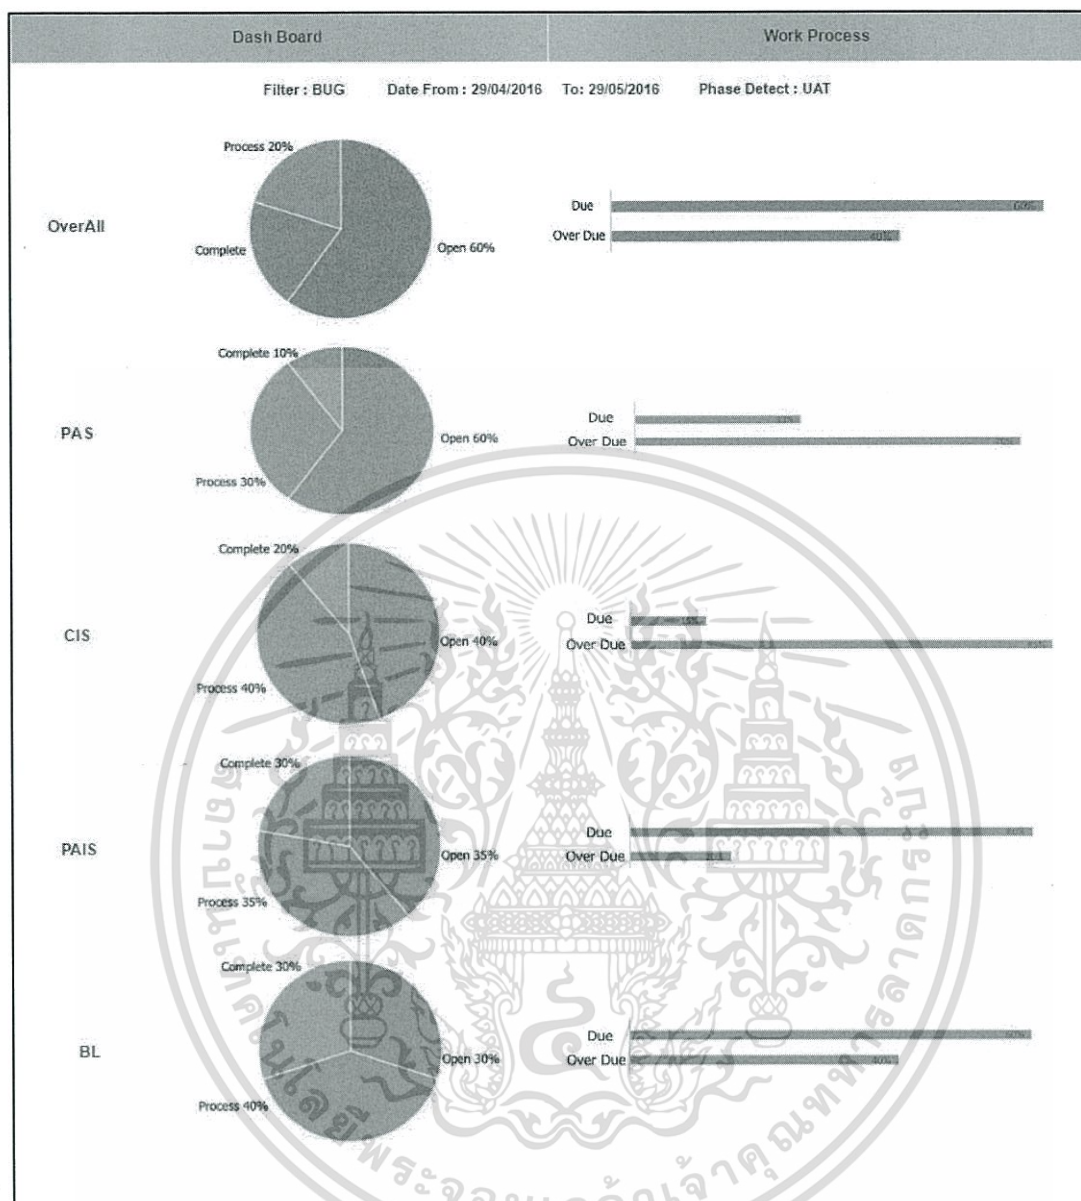 Dash Board
Work Process
Filter : BUG Date From : 29/04/2016 To: 29/05/2016 Phase Detect : UAT
OverAll
Process 20%
Complete
Open 60%
Due 60%
Over Due 40%
PAS
Complete 10%
Open 60%
Process 30%
Due
Over Due
CIS
Complete 20%
Open 40%
Process 40%
Due 15%
Over Due
PAIS
Complete 30%
Open 35%
Process 35%
Due
Over Due
BL
Complete 30%
Open 30%
Process 40%
Due 60%
Over Due 40%